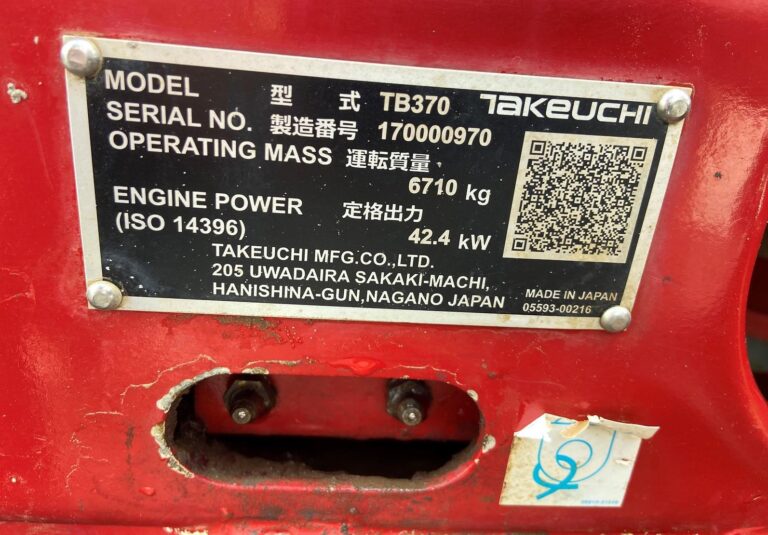 MODEL 型 式 TB370 TAKEUCHI
SERIAL NO. 製造番号 170000970
OPERATING MASS 運転質量
6710 kg
ENGINE POWER 定格出力
(ISO 14396) 42.4 kW
TAKEUCHI MFG.CO.,LTD.
205 UWADAIRA SAKAKI-MACHI,
HANISHINA-GUN,NAGANO JAPAN
MADE IN JAPAN
05593-00216